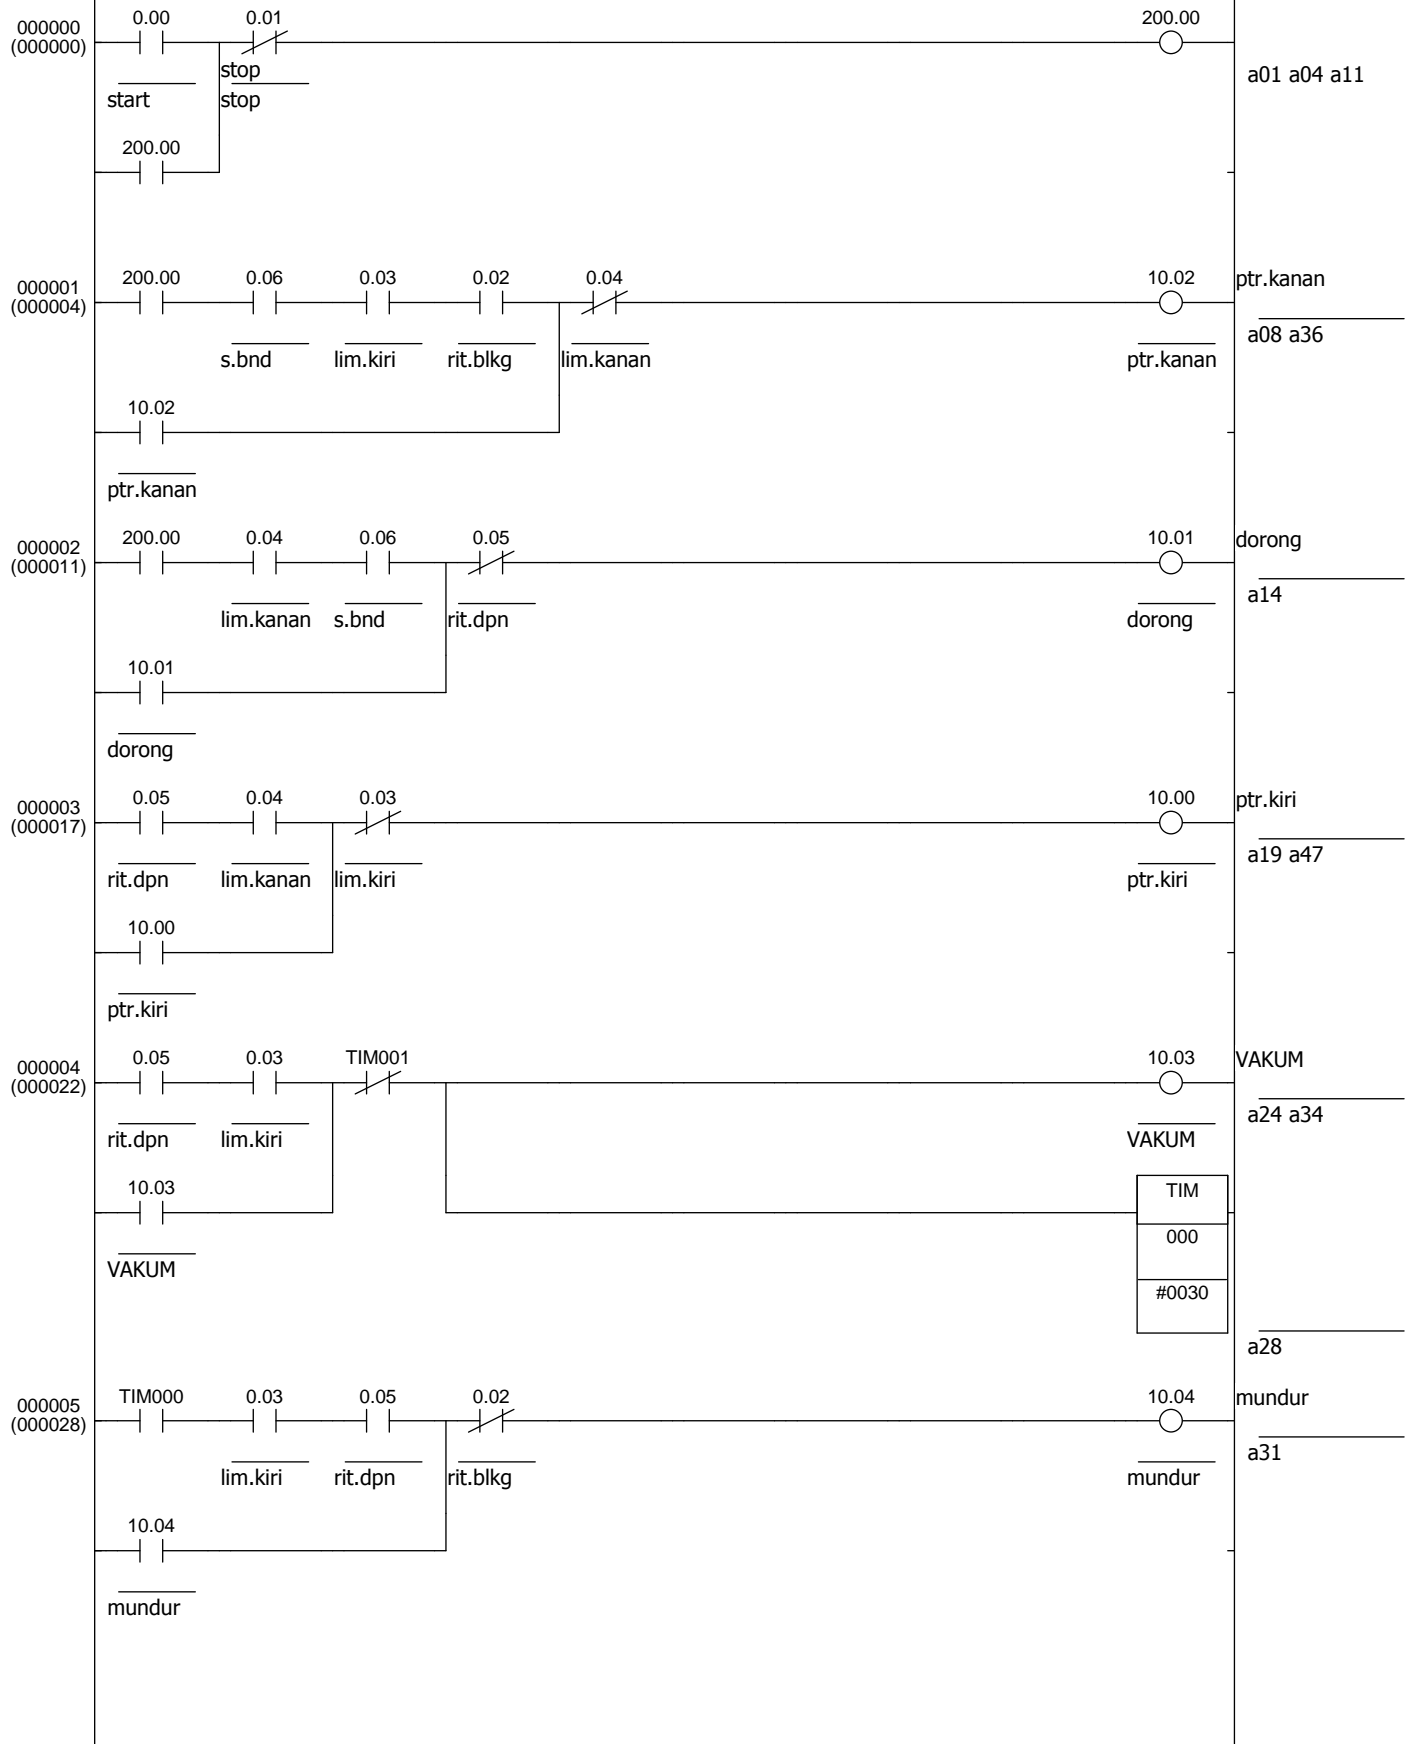 0.00 0.01 200.00
000000
(000000)
stop
a01 a04 a11
start stop
200.00
200.00 0.06 0.03 0.02 0.04 10.02 ptr.kanan
000001
(000004)
a08 a36
s.bnd lim.kiri rit.blkg lim.kanan ptr.kanan
10.02
ptr.kanan
200.00 0.04 0.06 0.05 10.01 dorong
000002
(000011)
a14
lim.kanan s.bnd rit.dpn dorong
10.01
dorong
0.05 0.04 0.03 10.00 ptr.kiri
000003
(000017)
a19 a47
rit.dpn lim.kanan lim.kiri ptr.kiri
10.00
ptr.kiri
0.05 0.03 TIM001 10.03 VAKUM
000004
(000022)
a24 a34
rit.dpn lim.kiri VAKUM
10.03 TIM
000
VAKUM
#0030
a28
TIM000 0.03 0.05 0.02 10.04 mundur
000005
(000028)
a31
lim.kiri rit.dpn rit.blkg mundur
10.04
mundur